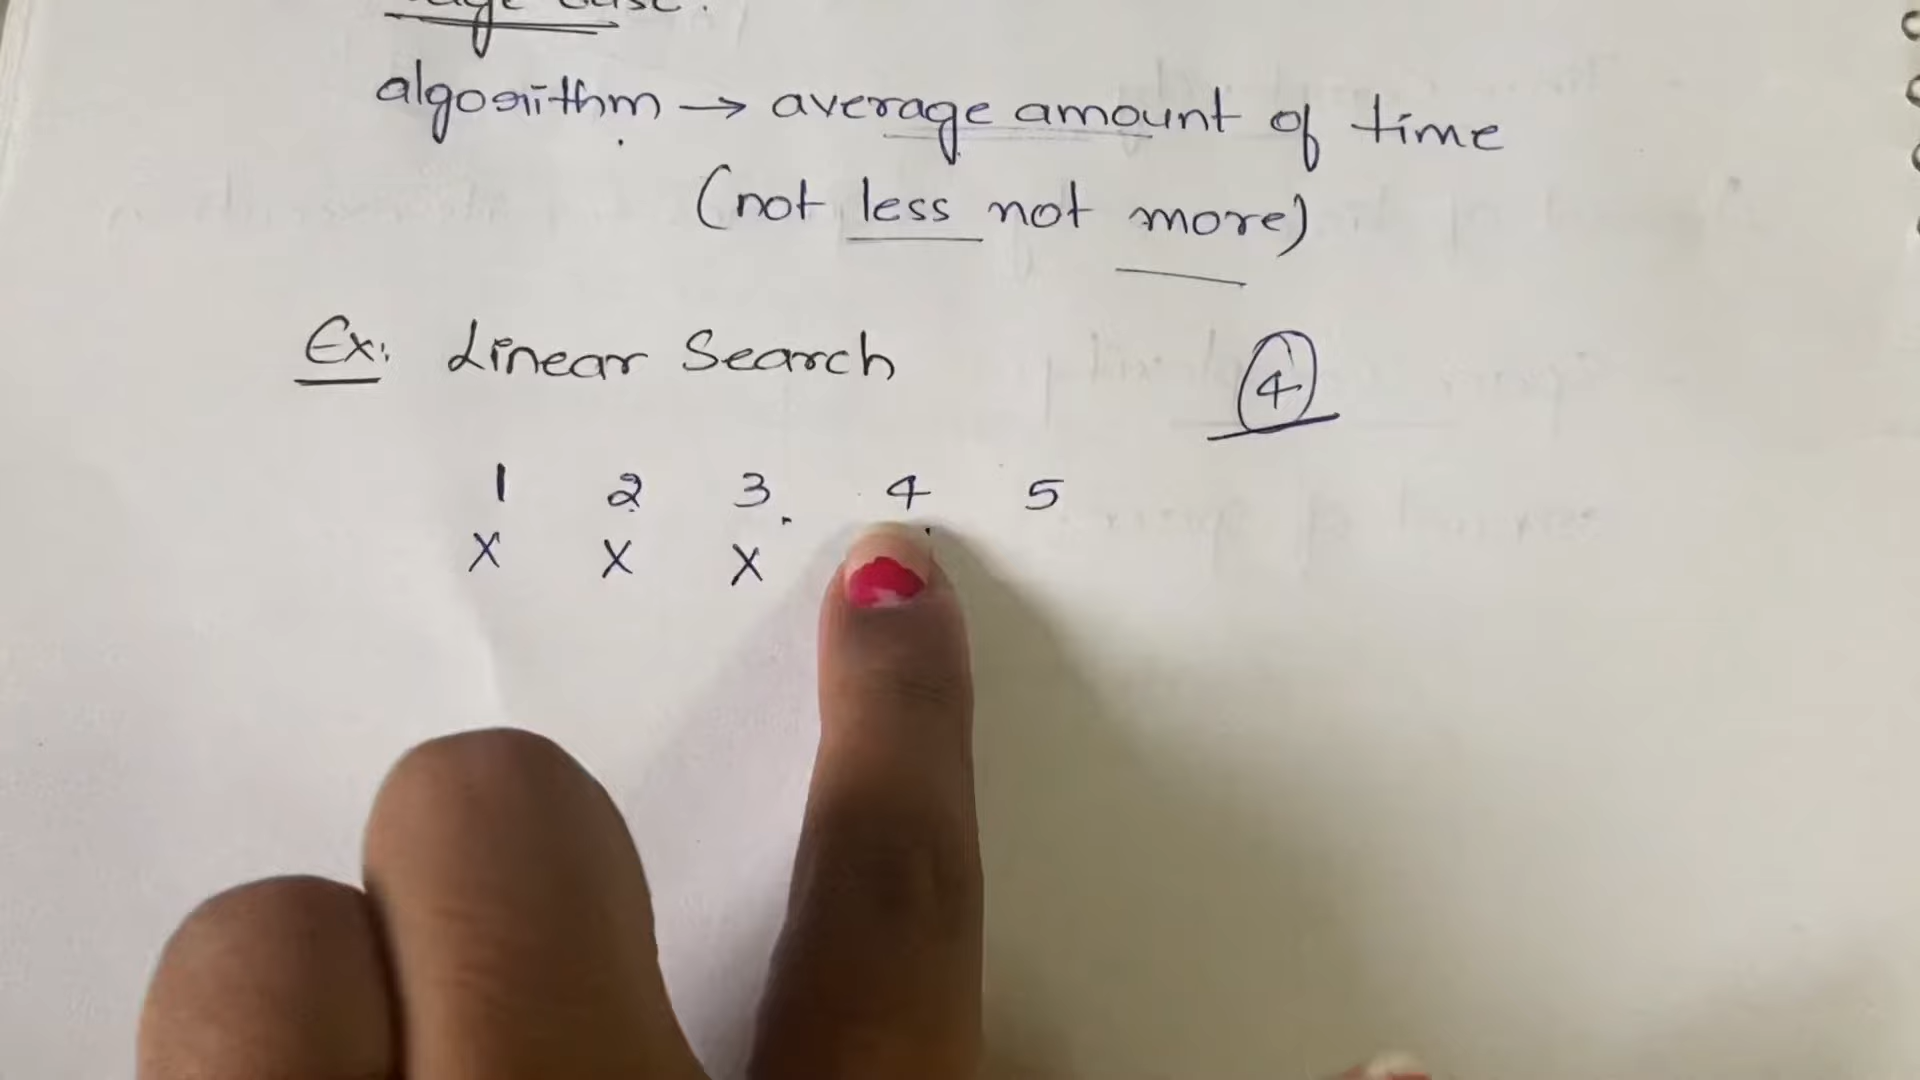 algorithm → average amount of time
(not less not more)
Ex: Linear Search
4
1 2 3 4 5
X X X